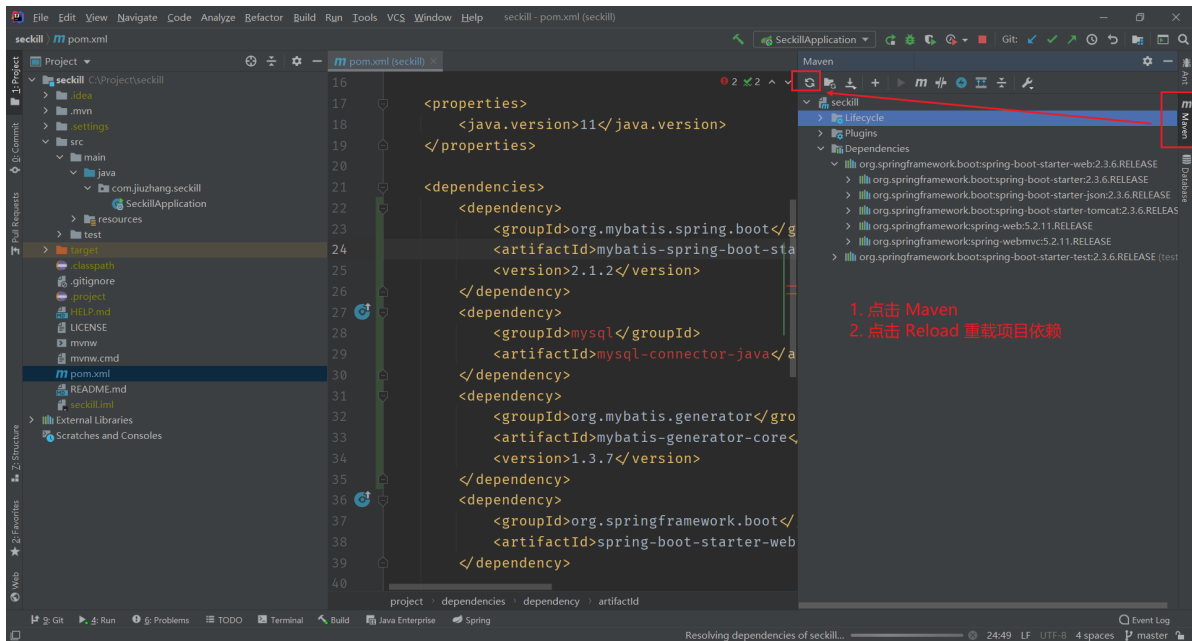 File Edit View Navigate Code Analyze Refactor Build Run Tools VCS Window Help seckill - pom.xml (seckill)
seckill pom.xml SeckillApplication Git:
Project
pom.xml (seckill)
Maven
1: Project
0: Commit
Pull Requests
Z: Structure
2: Favorites
Web
seckill C:\Project\seckill
.idea
.mvn
.settings
src
main
java
com.jiuzhang.seckill
SeckillApplication
resources
test
target
.classpath
.gitignore
.project
HELP.md
LICENSE
mvnw
mvnw.cmd
pom.xml
README.md
seckill.iml
External Libraries
Scratches and Consoles
2 2
16
17 <properties>
18 <java.version>11</java.version>
19 </properties>
20
21 <dependencies>
22 <dependency>
23 <groupId>org.mybatis.spring.boot</g
24 <artifactId>mybatis-spring-boot-sta
25 <version>2.1.2</version>
26 </dependency>
27 <dependency>
28 <groupId>mysql</groupId>
29 <artifactId>mysql-connector-java</a
30 </dependency>
31 <dependency>
32 <groupId>org.mybatis.generator</gro
33 <artifactId>mybatis-generator-core<
34 <version>1.3.7</version>
35 </dependency>
36 <dependency>
37 <groupId>org.springframework.boot</
38 <artifactId>spring-boot-starter-web
39 </dependency>
40
project dependencies dependency artifactId
seckill
Lifecycle
Plugins
Dependencies
org.springframework.boot:spring-boot-starter-web:2.3.6.RELEASE
org.springframework.boot:spring-boot-starter:2.3.6.RELEASE
org.springframework.boot:spring-boot-starter-json:2.3.6.RELEASE
org.springframework.boot:spring-boot-starter-tomcat:2.3.6.RELEAS
org.springframework:spring-web:5.2.11.RELEASE
org.springframework:spring-webmvc:5.2.11.RELEASE
org.springframework.boot:spring-boot-starter-test:2.3.6.RELEASE (test
1. 点击 Maven
2. 点击 Reload 重载项目依赖
Ant
m Maven
Database
9: Git 4: Run 6: Problems TODO Terminal Build Java Enterprise Spring Event Log
Resolving dependencies of seckill... 24:49 LF UTF-8 4 spaces master